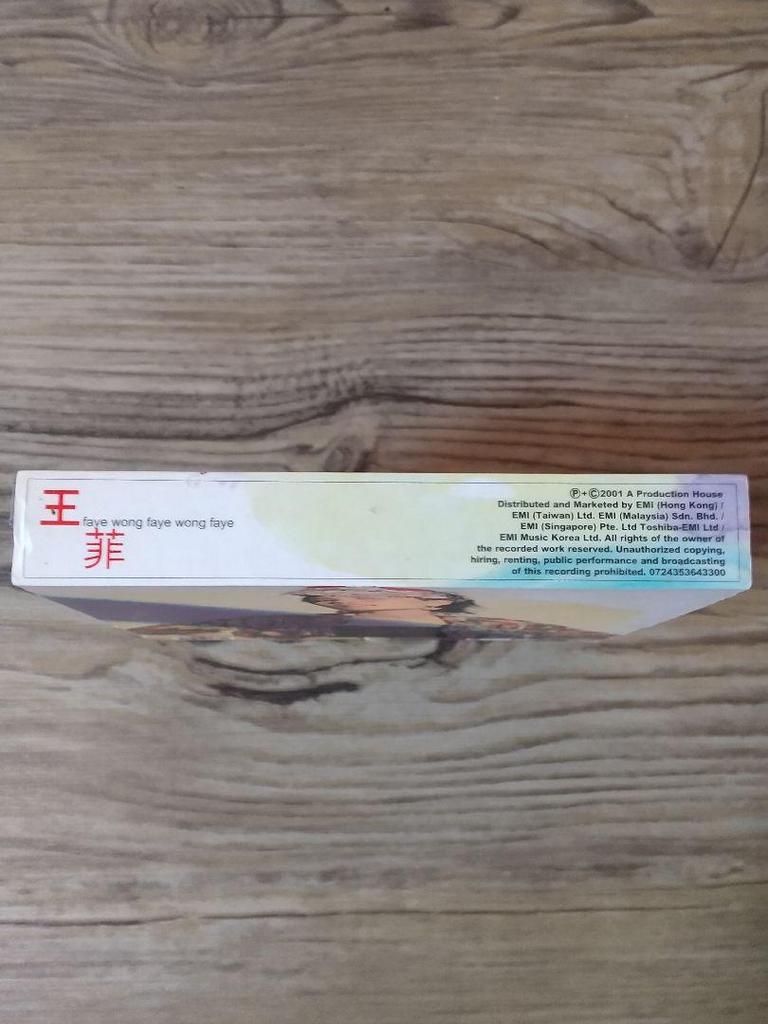 王
faye wong faye wong faye
菲
Ⓟ+Ⓒ2001 A Production House
Distributed and Marketed by EMI (Hong Kong) /
EMI (Taiwan) Ltd. EMI (Malaysia) Sdn. Bhd. /
EMI (Singapore) Pte. Ltd Toshiba-EMI Ltd /
EMI Music Korea Ltd. All rights of the owner of
the recorded work reserved. Unauthorized copying,
hiring, renting, public performance and broadcasting
of this recording prohibited. 0724353643300